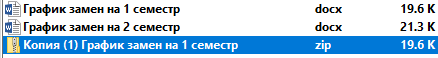 График замен на 1 семестр docx 19.6 K
График замен на 2 семестр docx 21.3 K
Копия (1) График замен на 1 семестр zip 19.6 K